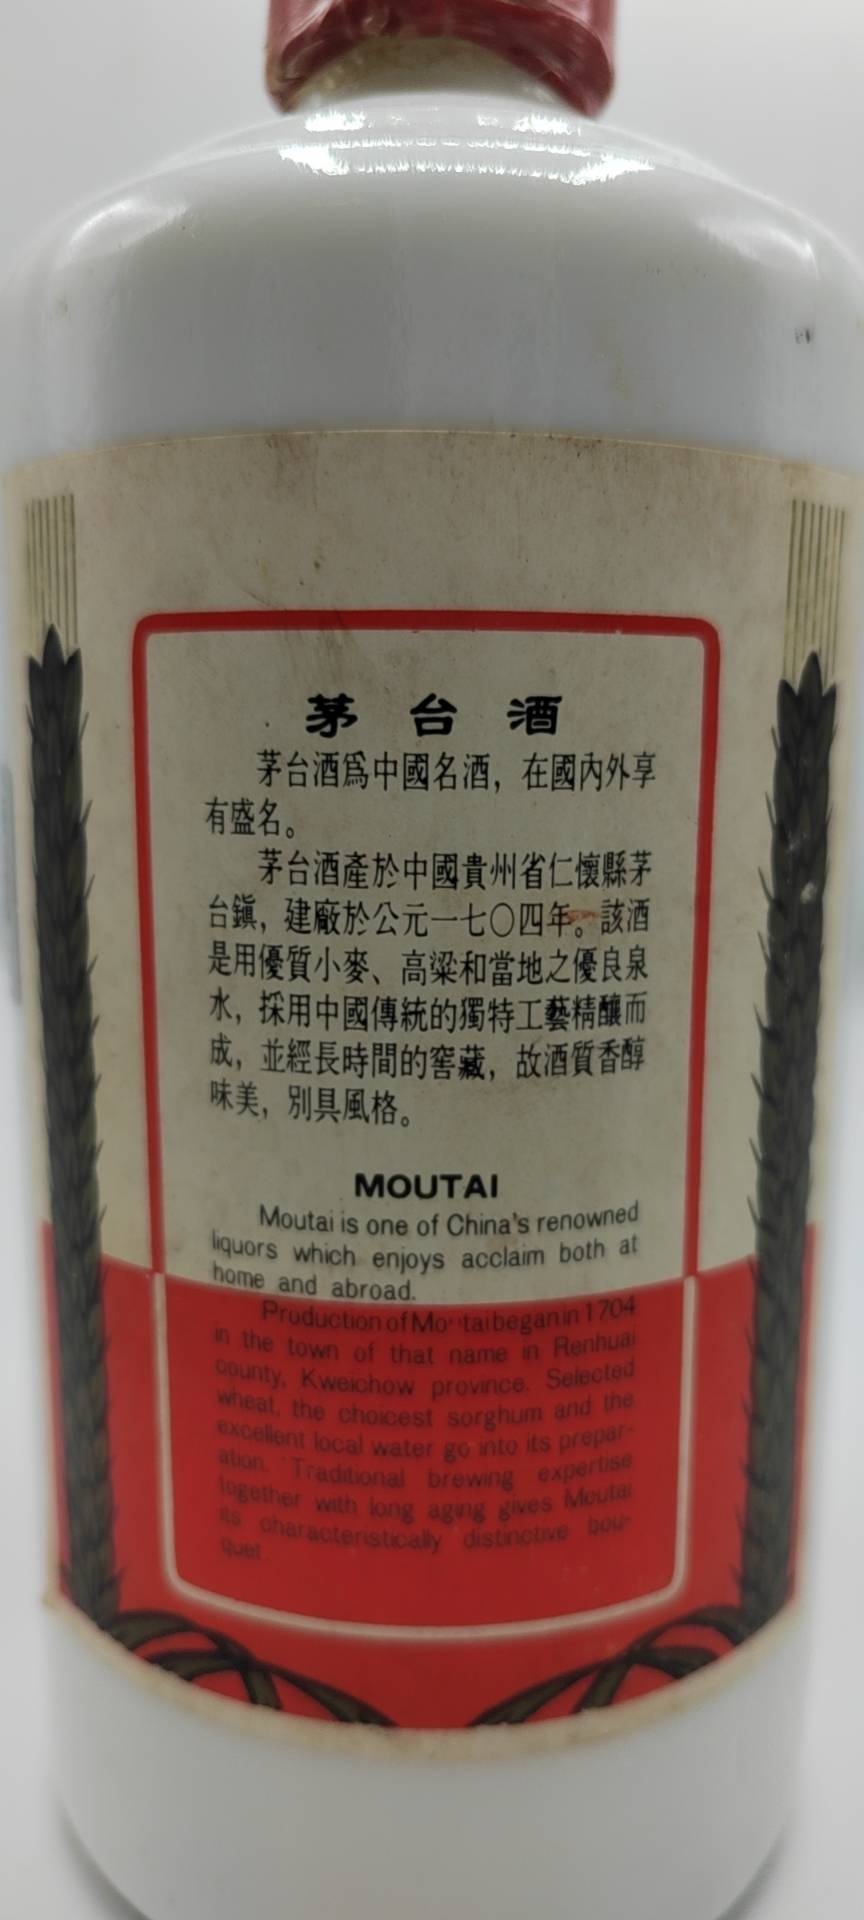 茅台酒
茅台酒爲中國名酒，在國內外享
有盛名。
茅台酒產於中國貴州省仁懷縣茅
台鎭，建廠於公元一七〇四年。該酒
是用優質小麥、高粱和當地之優良泉
水，採用中國傳統的獨特工藝精釀而
成，並經長時間的窖藏，故酒質香醇
味美，別具風格。
MOUTAI
Moutai is one of China's renowned
liquors which enjoys acclaim both at
home and abroad.
Production of Moutai began in 1704
in the town of that name in Renhuai
county, Kweichow province. Selected
wheat, the choicest sorghum and the
excellent local water go into its prepar-
ation. Traditional brewing expertise
together with long aging gives Moutai
its characteristically distinctive bou-
quet.